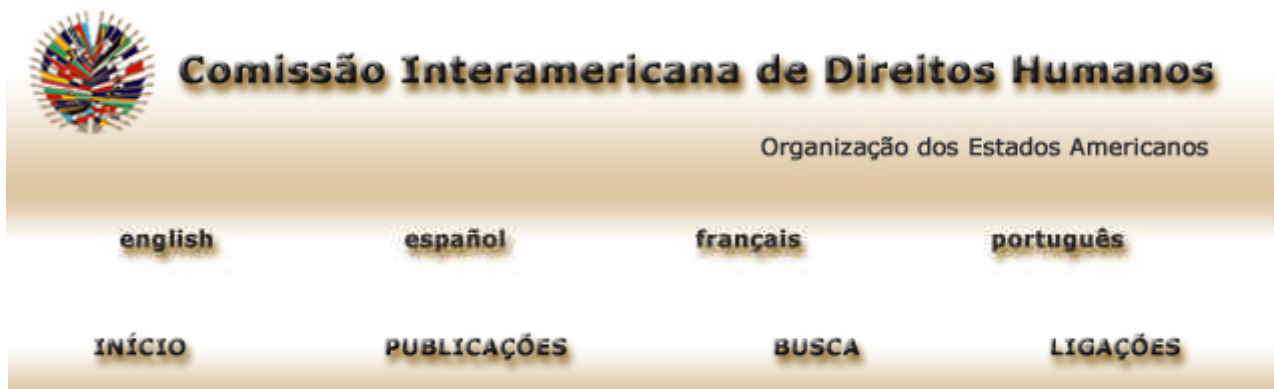 Comissão Interamericana de Direitos Humanos
Organização dos Estados Americanos
english español français português
INÍCIO PUBLICAÇÕES BUSCA LIGAÇÕES